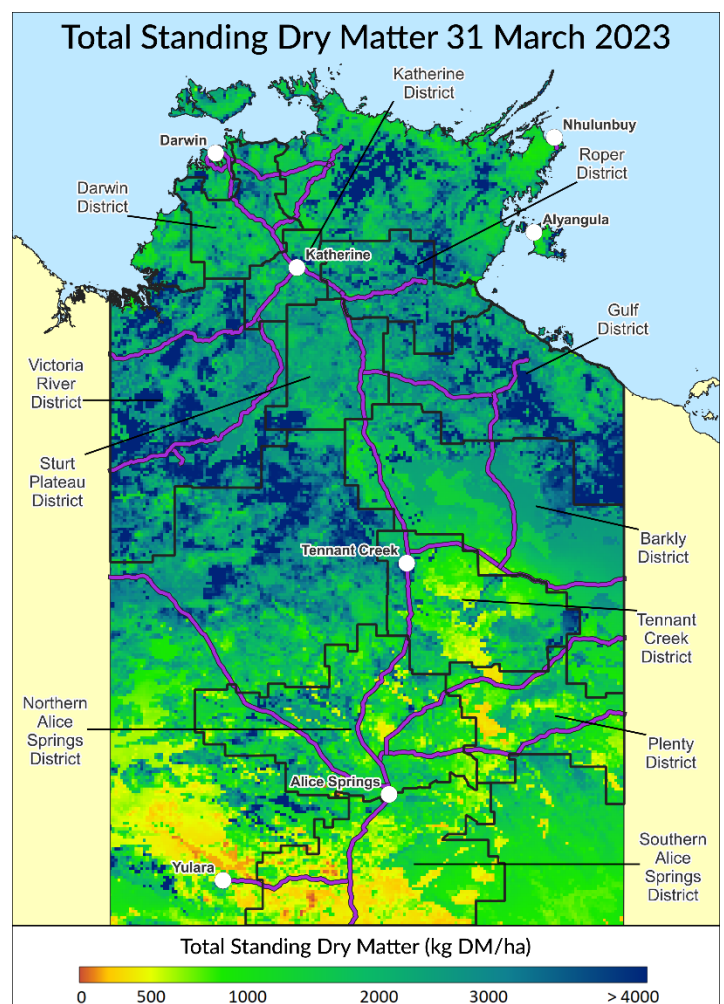 Total Standing Dry Matter 31 March 2023
Katherine
District
Darwin
Nhulunbuy
Roper
District
Darwin
District
Alyangula
Katherine
Gulf
District
Victoria
River
District
Sturt
Plateau
District
Barkly
District
Tennant Creek
Tennant
Creek
District
Northern
Alice
Springs
District
Plenty
District
Alice Springs
Southern
Alice
Springs
District
Yulara
Total Standing Dry Matter (kg DM/ha)
0 500 1000 2000 3000 > 4000